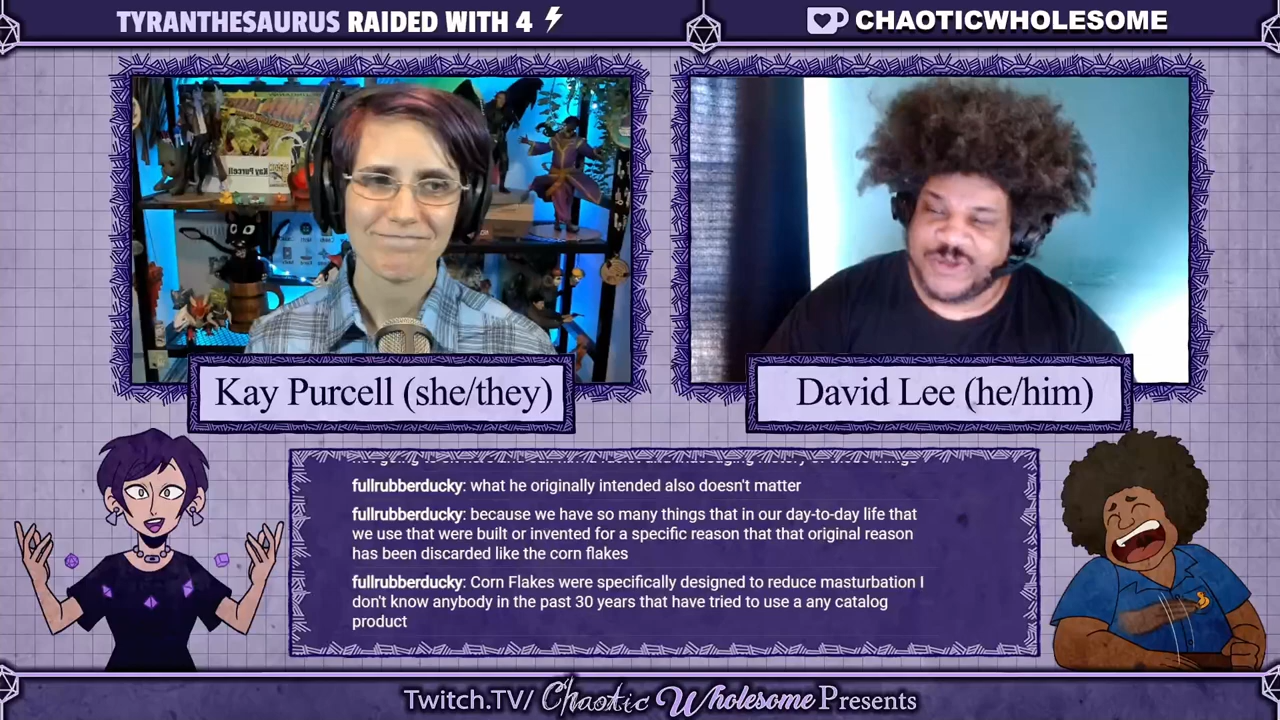 TYRANTHESAURUS RAIDED WITH 4
CHAOTICWHOLESOME
Kay Purcell
Kay Purcell (she/they)
David Lee (he/him)
fullrubberducky: what he originally intended also doesn't matter
fullrubberducky: because we have so many things that in our day-to-day life that
we use that were built or invented for a specific reason that that original reason
has been discarded like the corn flakes
fullrubberducky: Corn Flakes were specifically designed to reduce masturbation I
don't know anybody in the past 30 years that have tried to use a any catalog
product
Twitch.TV/ Chaotic Wholesome Presents